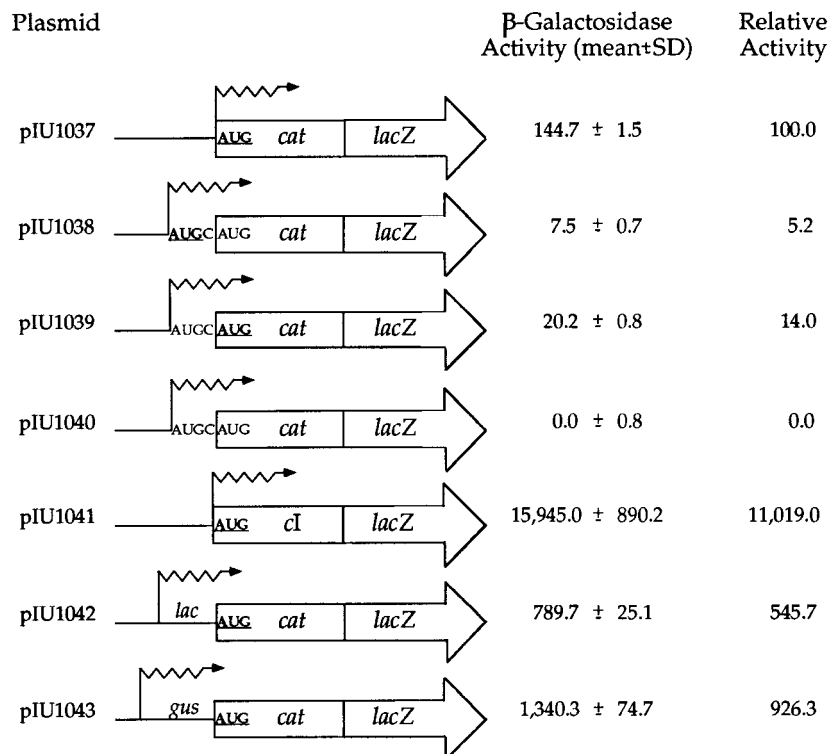 Plasmid β-Galactosidase Activity (mean±SD) Relative Activity
pIU1037 AUG cat lacZ 144.7 ± 1.5 100.0
pIU1038 AUGC AUG cat lacZ 7.5 ± 0.7 5.2
pIU1039 AUGC AUG cat lacZ 20.2 ± 0.8 14.0
pIU1040 AUGC AUG cat lacZ 0.0 ± 0.8 0.0
pIU1041 AUG cI lacZ 15,945.0 ± 890.2 11,019.0
pIU1042 lac AUG cat lacZ 789.7 ± 25.1 545.7
pIU1043 gus AUG cat lacZ 1,340.3 ± 74.7 926.3